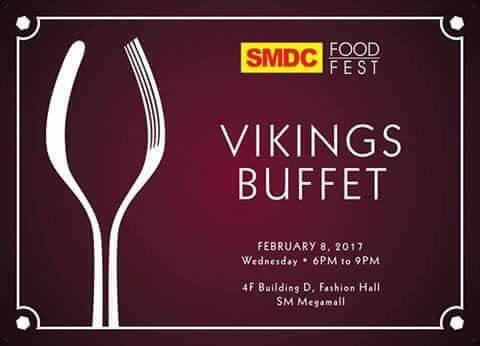 SMDC FOOD
FEST
VIKINGS
BUFFET
FEBRUARY 8, 2017
Wednesday • 6PM to 9PM
4F Building D, Fashion Hall
SM Megamall